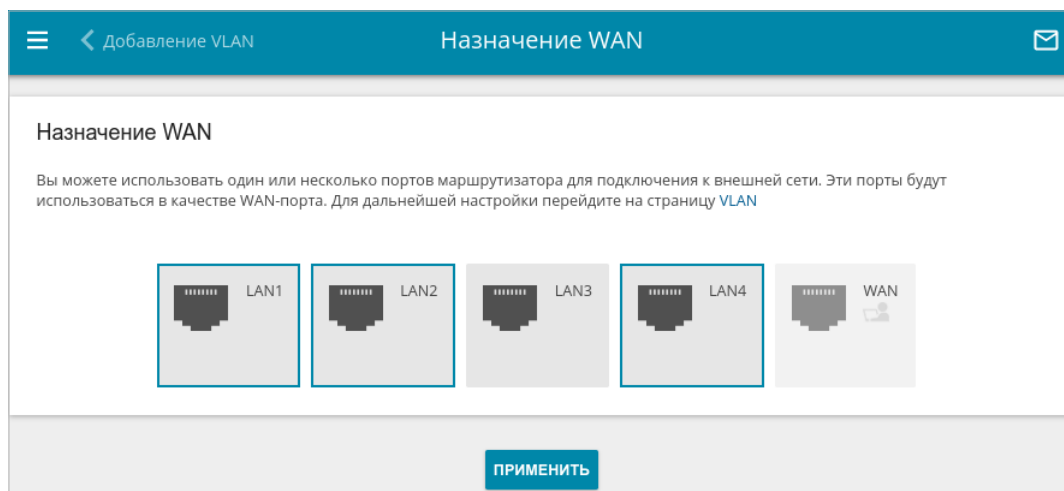 Добавление VLAN
Назначение WAN
Назначение WAN
Вы можете использовать один или несколько портов маршрутизатора для подключения к внешней сети. Эти порты будут
использоваться в качестве WAN-порта. Для дальнейшей настройки перейдите на страницу VLAN
LAN1
LAN2
LAN3
LAN4
WAN
ПРИМЕНИТЬ